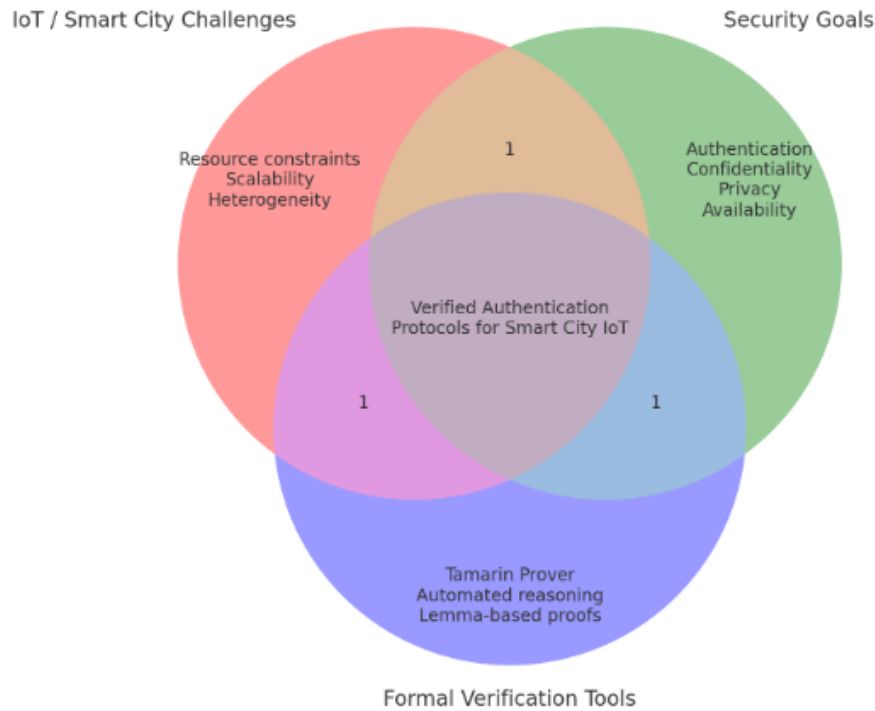 IoT / Smart City Challenges
Security Goals
1
Resource constraints
Scalability
Heterogeneity
Authentication
Confidentiality
Privacy
Availability
Verified Authentication
Protocols for Smart City IoT
1
1
Tamarin Prover
Automated reasoning
Lemma-based proofs
Formal Verification Tools